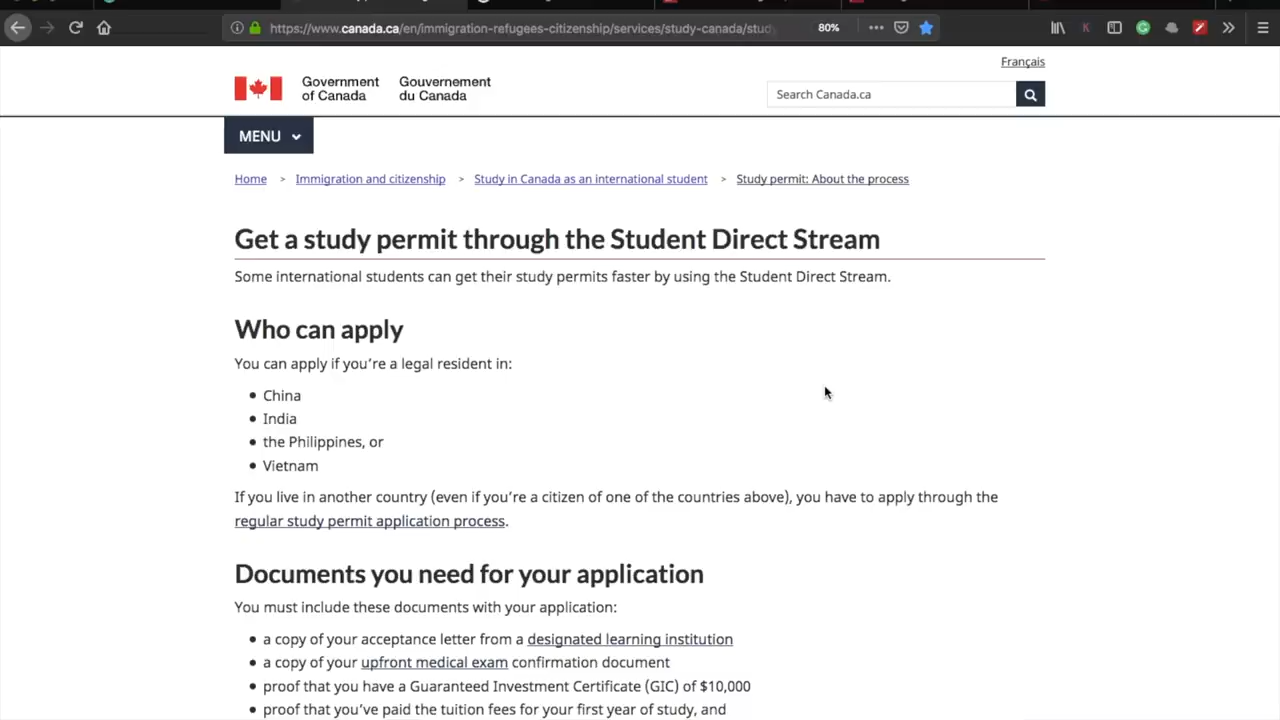 https://www.canada.ca/en/immigration-refugees-citizenship/services/study-canada/stud
80%
Français
Government of Canada
Gouvernement du Canada
Search Canada.ca
MENU
Home > Immigration and citizenship > Study in Canada as an international student > Study permit: About the process
Get a study permit through the Student Direct Stream
Some international students can get their study permits faster by using the Student Direct Stream.
Who can apply
You can apply if you're a legal resident in:
• China
• India
• the Philippines, or
• Vietnam
If you live in another country (even if you're a citizen of one of the countries above), you have to apply through the
regular study permit application process.
Documents you need for your application
You must include these documents with your application:
• a copy of your acceptance letter from a designated learning institution
• a copy of your upfront medical exam confirmation document
• proof that you have a Guaranteed Investment Certificate (GIC) of $10,000
• proof that you've paid the tuition fees for your first year of study, and